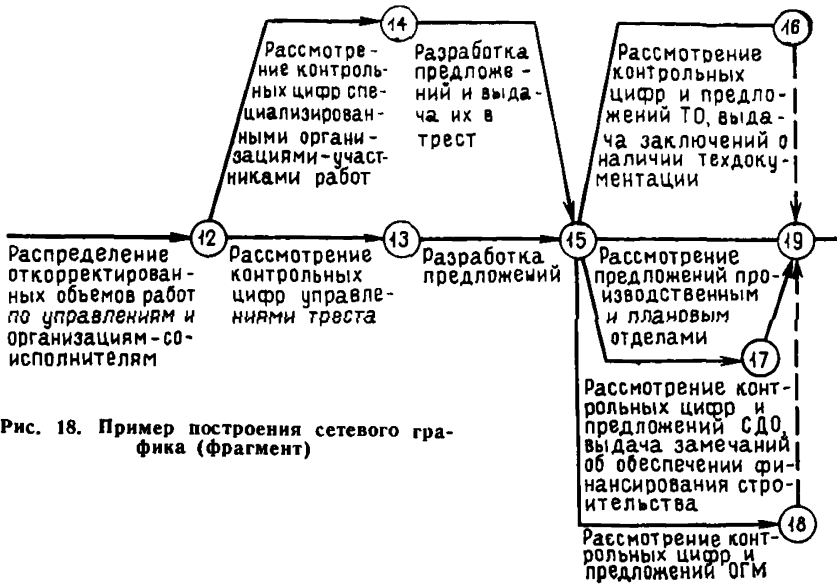 14
16
Рассмотре-
ние контроль-
ных цифр спе-
циализирован-
ными органи-
зациями-участ-
никами работ
Разработка
предложе-
ний и выда-
ча их в
трест
Рассмотрение
контрольных
цифр и предло-
жений ТО, выда-
ча заключений о
наличии техдоку-
ментации
12
13
15
19
Распределение
откорректирован-
ных объемов работ
по управлениям и
организациям-со-
исполнителям
Рассмотрение
контрольных
цифр управле-
ниями треста
Разработка
предложений
Рассмотрение
предложений про-
изводственным
и плановым
отделами
17
Рассмотрение конт-
рольных цифр и
предложений СДО,
выдача замечаний
об обеспечении фи-
нансирования стро-
ительства
18
Рассмотрение конт-
рольных цифр и
предложений ОГМ
Рис. 18. Пример построения сетевого гра-
фика (фрагмент)